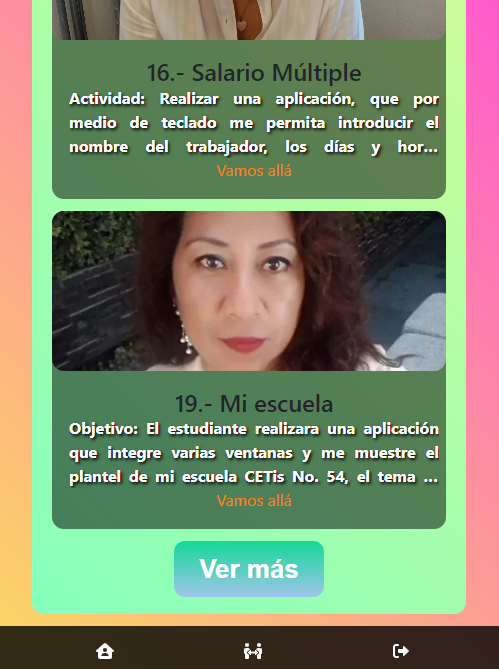 16.- Salario Múltiple
Actividad: Realizar una aplicación, que por
medio de teclado me permita introducir el
nombre del trabajador, los días y hor...
Vamos allá
19.- Mi escuela
Objetivo: El estudiante realizara una aplicación
que integre varias ventanas y me muestre el
plantel de mi escuela CETis No. 54, el tema ...
Vamos allá
Ver más